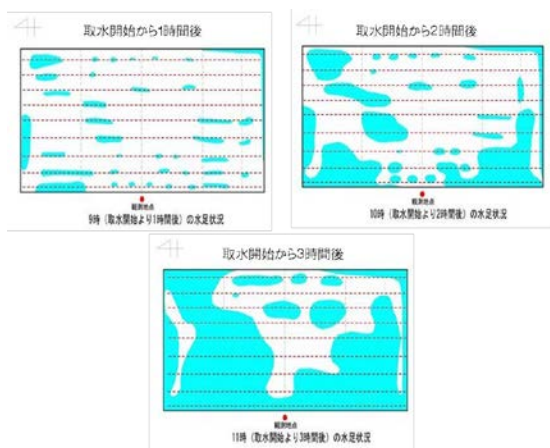 取水開始から1時間後
観測地点
9時（取水開始より1時間後）の水足状況
取水開始から2時間後
観測地点
10時（取水開始より2時間後）の水足状況
取水開始から3時間後
観測地点
11時（取水開始より3時間後）の水足状況